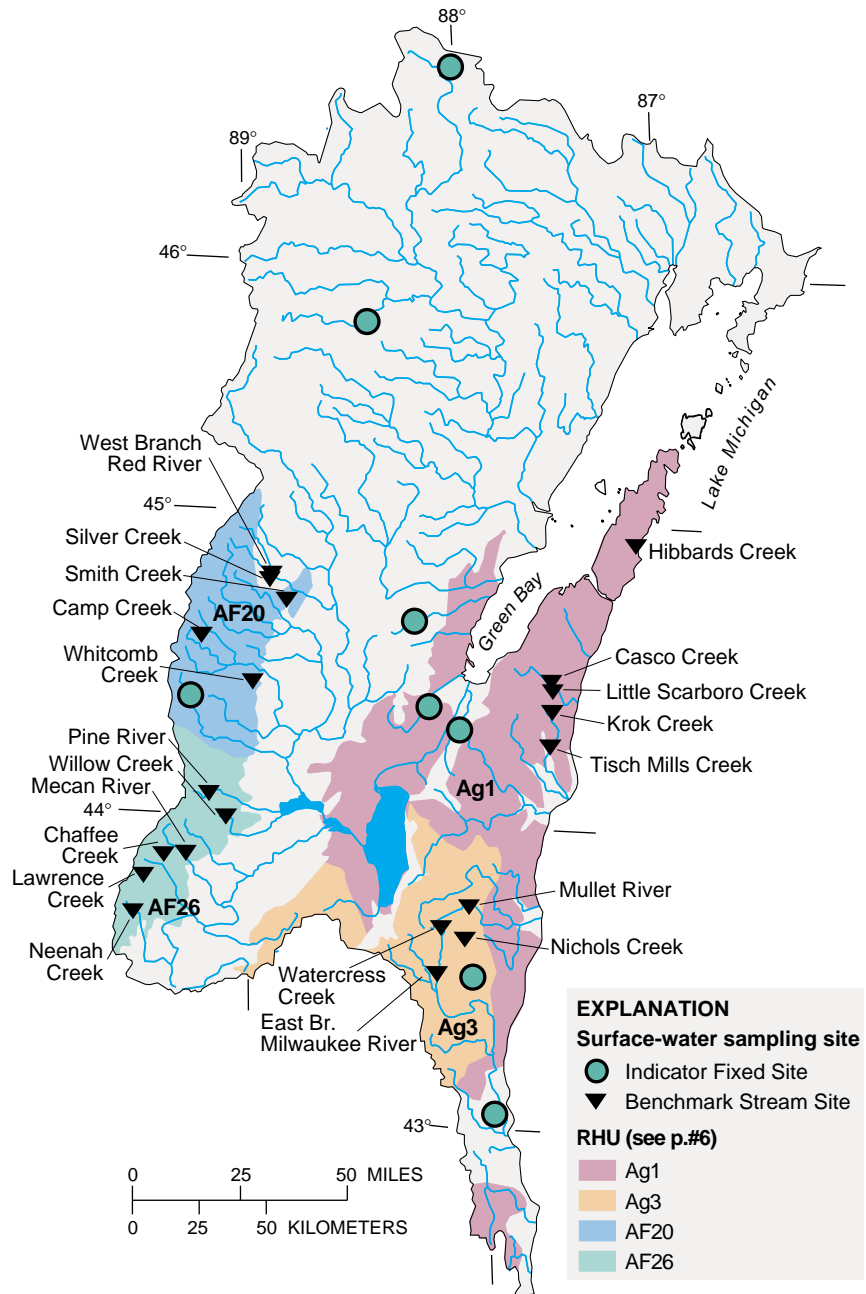 88°
87°
89°
46°
West Branch
Red River
45°
Silver Creek
Smith Creek
Camp Creek
AF20
Whitcomb
Creek
Lake Michigan
Hibbards Creek
Green Bay
Casco Creek
Little Scarboro Creek
Krok Creek
Tisch Mills Creek
Pine River
Willow Creek
Mecan River
44°
Chaffee
Creek
Lawrence
Creek
AF26
Neenah
Creek
Ag1
Mullet River
Nichols Creek
Watercress
Creek
East Br.
Milwaukee River
Ag3
43°
0 25 50 MILES
0 25 50 KILOMETERS
EXPLANATION
Surface-water sampling site
Indicator Fixed Site
Benchmark Stream Site
RHU (see p.#6)
Ag1
Ag3
AF20
AF26